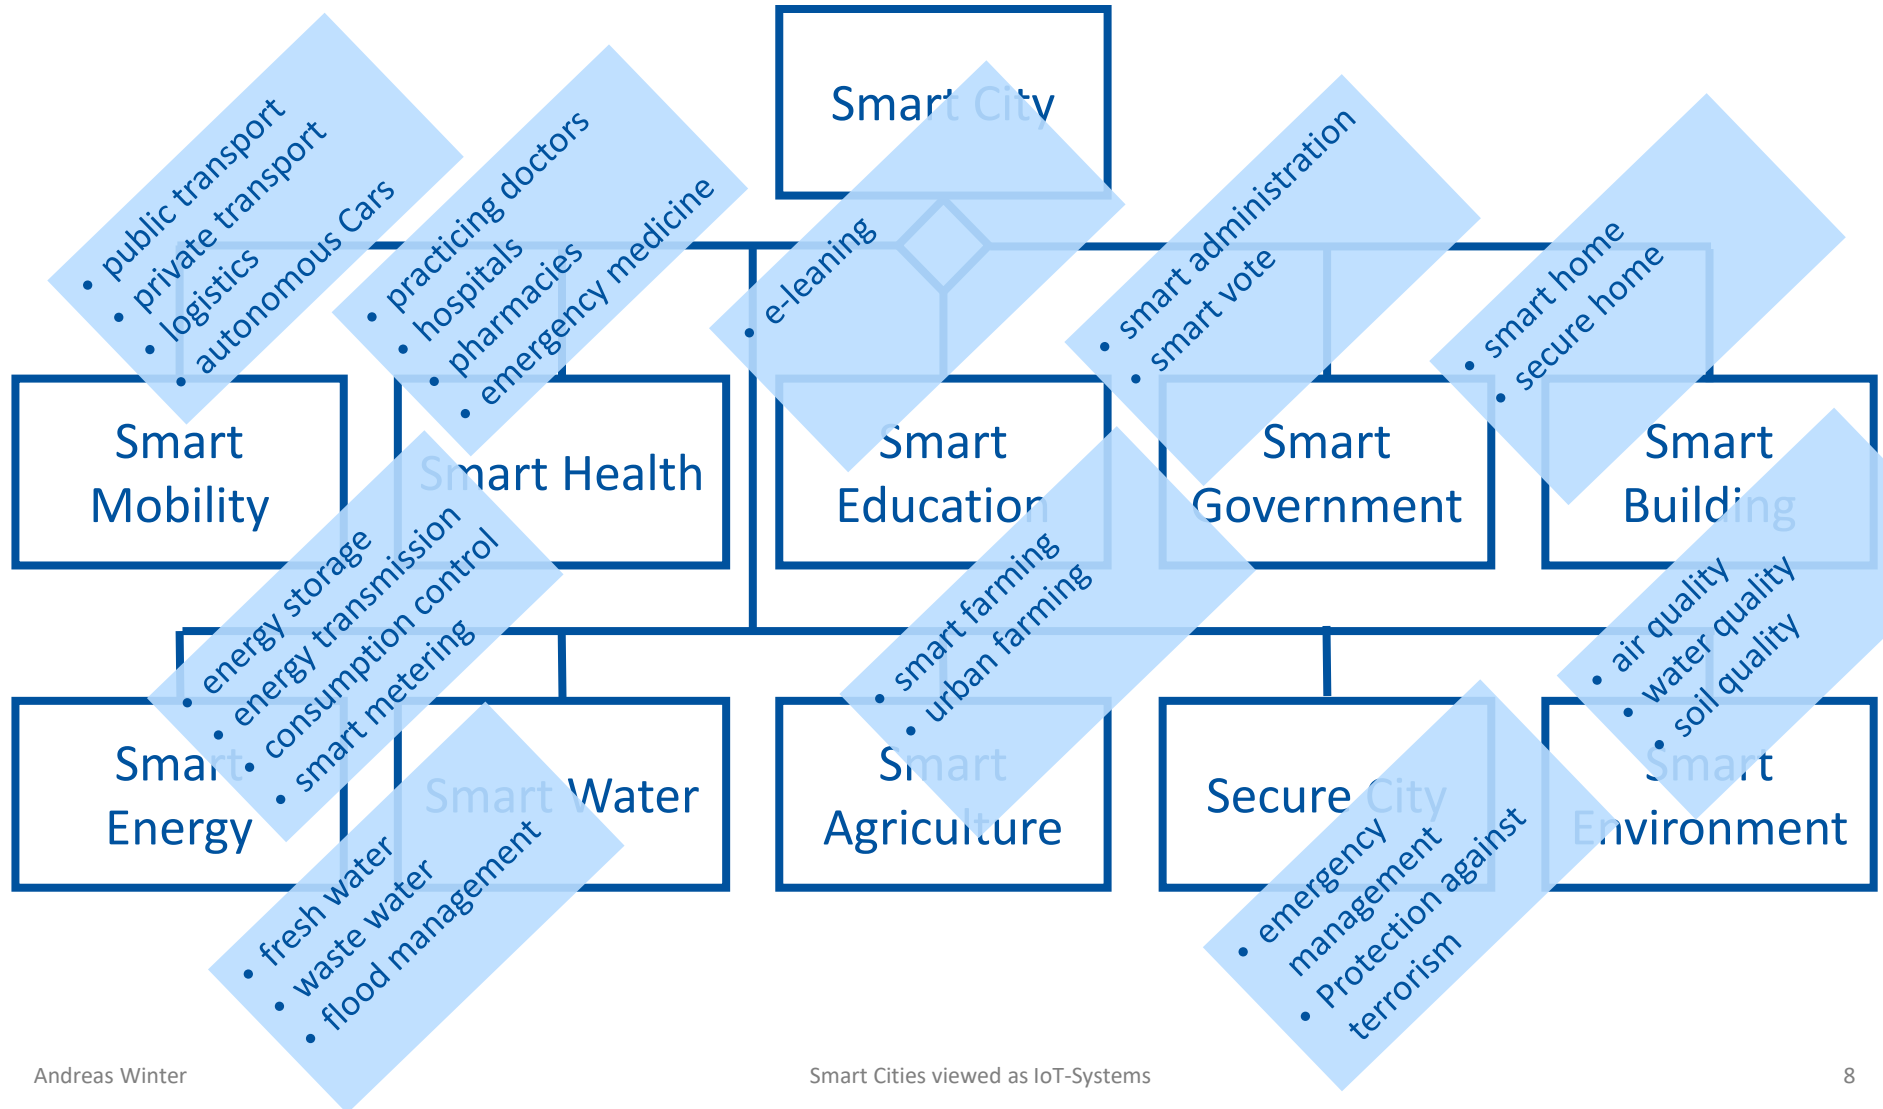 Smart City
• public transport
• private transport
• logistics
• autonomous Cars
• practicing doctors
• hospitals
• pharmacies
• emergency medicine
• e-leaning
• smart administration
• smart vote
• smart home
• secure home
Smart
Mobility
Smart Health
Smart
Education
Smart
Government
Smart
Building
• energy storage
• energy transmission
• consumption control
• smart metering
• smart farming
• urban farming
• air quality
• water quality
• soil quality
Smart
Energy
Smart Water
Smart
Agriculture
Secure City
Smart
Environment
• fresh water
• waste water
• flood management
• emergency
management
• Protection against
terrorism
Andreas Winter
Smart Cities viewed as IoT-Systems
8